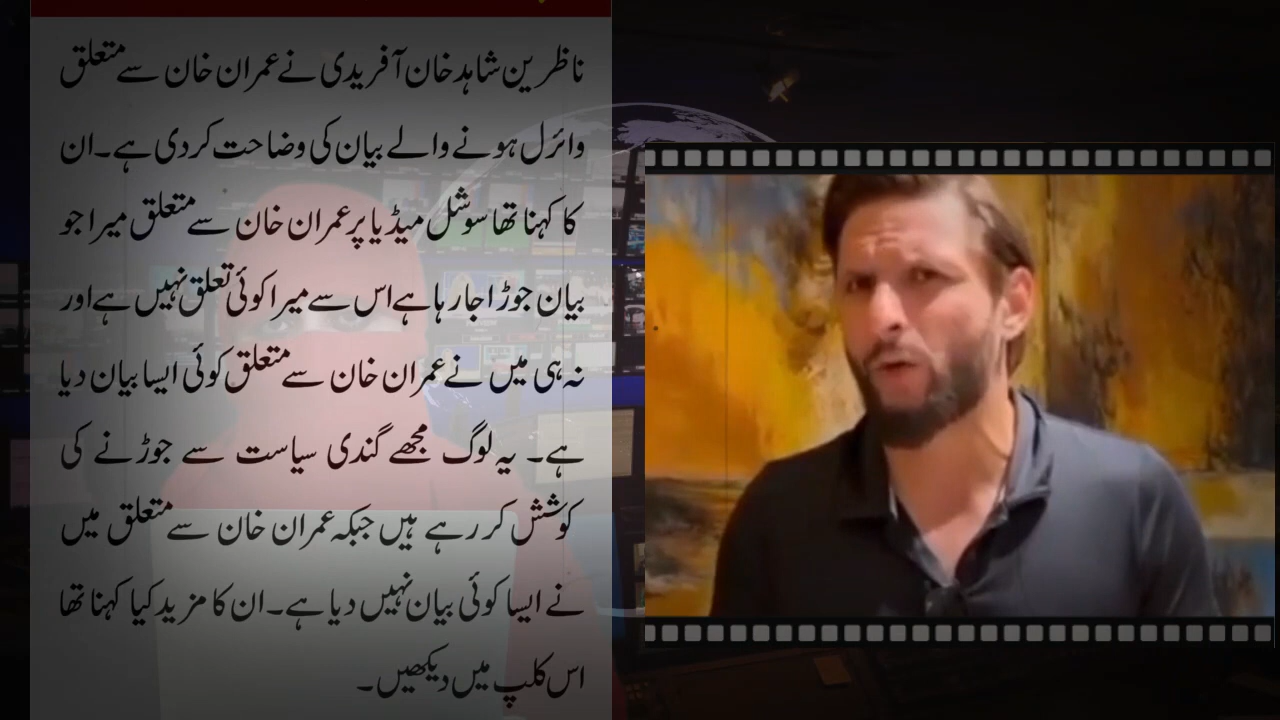 ناظرین شاہد خان آفریدی نے عمران خان سے متعلق
وائرل ہونے والے بیان کی وضاحت کر دی ہے۔ ان
کا کہنا تھا سوشل میڈیا پر عمران خان سے متعلق میرا جو
بیان جوڑا جا رہا ہے اس سے میرا کوئی تعلق نہیں ہے اور
نہ ہی میں نے عمران خان سے متعلق کوئی ایسا بیان دیا
ہے۔ یہ لوگ مجھے گندی سیاست سے جوڑنے کی
کوشش کر رہے ہیں جبکہ عمران خان سے متعلق میں
نے ایسا کوئی بیان نہیں دیا ہے۔ ان کا مزید کیا کہنا تھا
اس کلپ میں دیکھیں۔